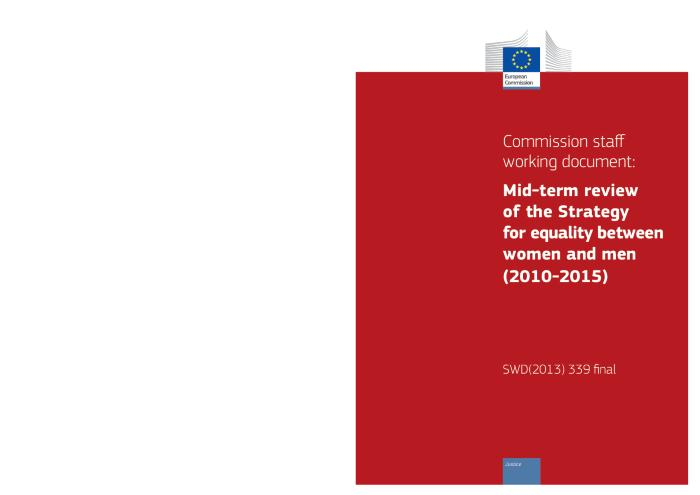 European
Commission
Commission staff
working document:
Mid-term review
of the Strategy
for equality between
women and men
(2010-2015)
SWD(2013) 339 final
Justice